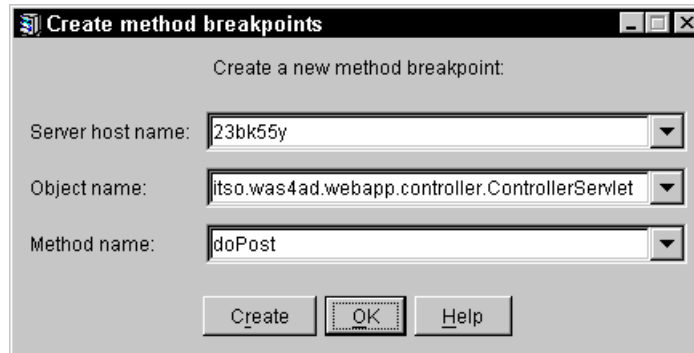 Create method breakpoints
Create a new method breakpoint:
Server host name: 23bk55y
Object name: itso.was4ad.webapp.controller.ControllerServlet
Method name: doPost
Create OK Help